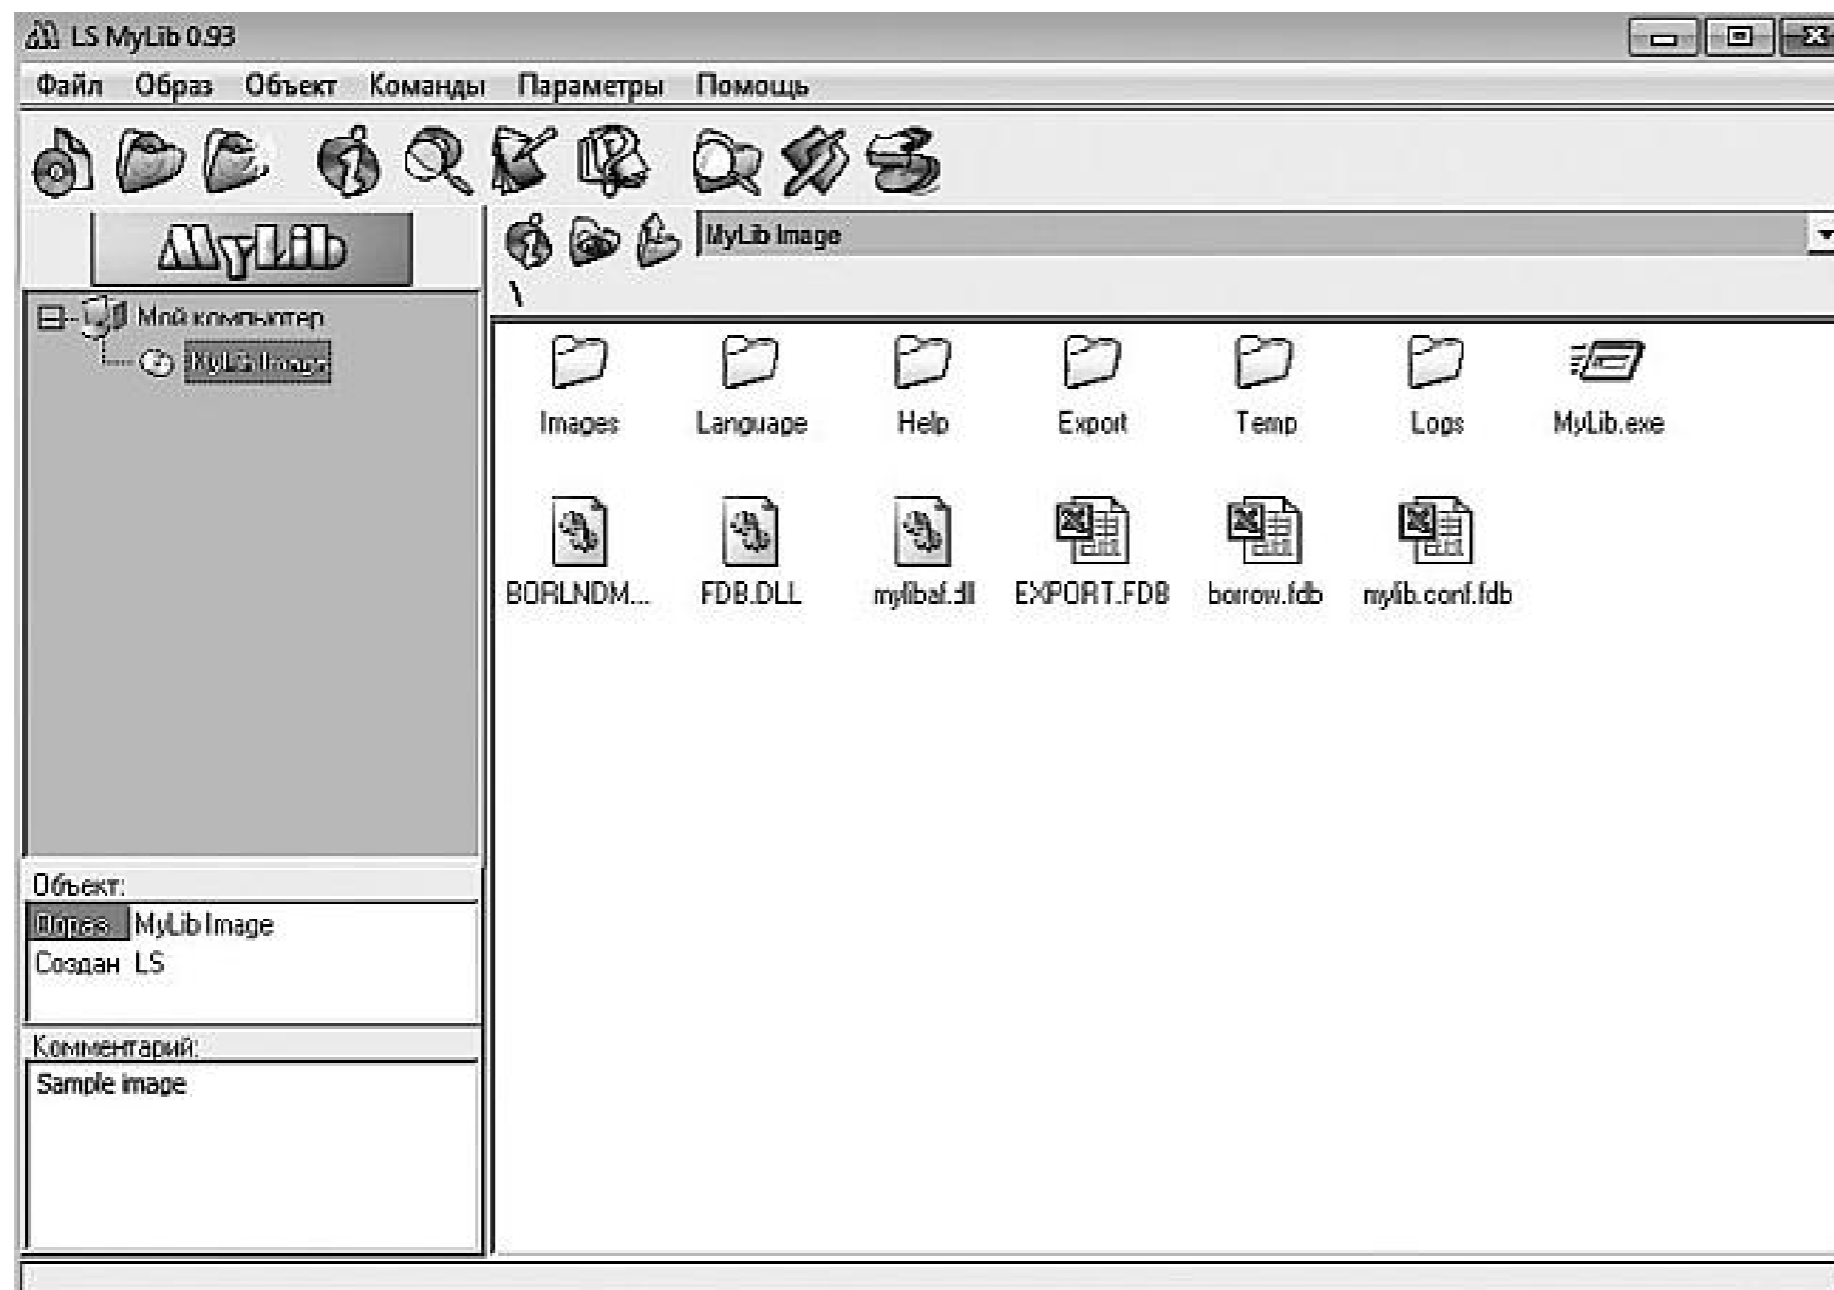 LS MyLib 0.93
Файл Образ Объект Команды Параметры Помощь
MyLib
MyLib Image
\
Мой компьютер
MyLib Image
Images Language Help Export Temp Logs MyLib.exe
BORLNDM... FDB.DLL mylibaf.dll EXPORT.FDB borrow.fdb mylib.conf.fdb
Объект:
Образ MyLib Image
Создан LS
Комментарий:
Sample image